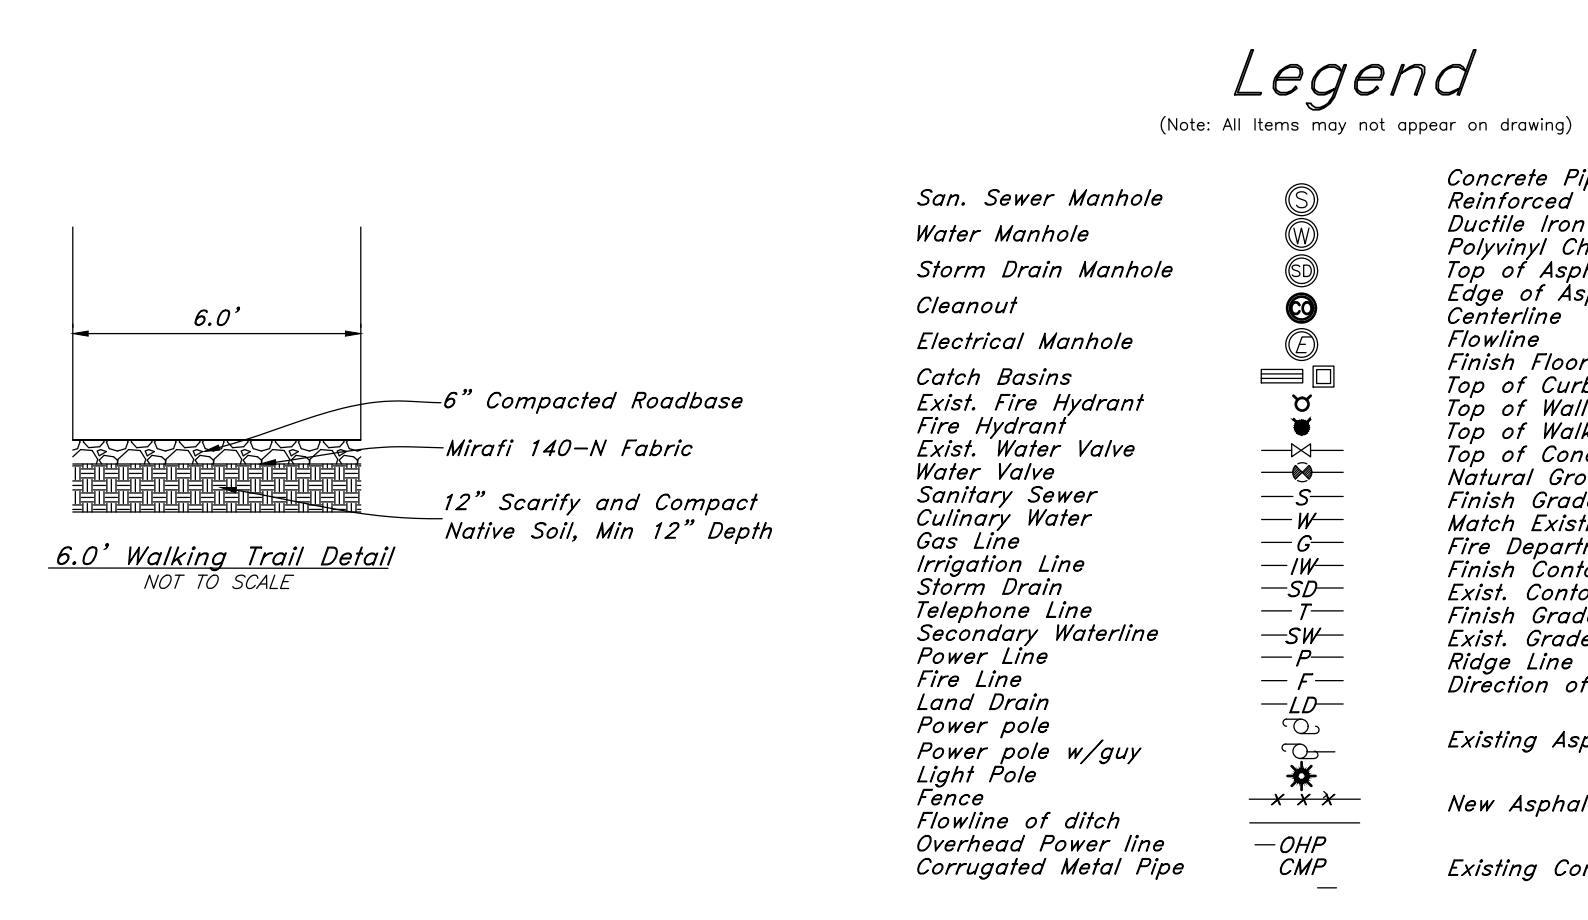 6.0’
6” Compacted Roadbase
Mirafi 140-N Fabric
12” Scarify and Compact
Native Soil, Min 12” Depth
6.0’ Walking Trail Detail
NOT TO SCALE
Legend
(Note: All Items may not appear on drawing)
San. Sewer Manhole S
Water Manhole W
Storm Drain Manhole SD
Cleanout CO
Electrical Manhole E
Catch Basins
Exist. Fire Hydrant
Fire Hydrant
Exist. Water Valve
Water Valve
Sanitary Sewer S
Culinary Water W
Gas Line G
Irrigation Line IW
Storm Drain SD
Telephone Line T
Secondary Waterline SW
Power Line P
Fire Line F
Land Drain LD
Power pole
Power pole w/guy
Light Pole
Fence x x x
Flowline of ditch
Overhead Power line OHP
Corrugated Metal Pipe CMP
Concrete
Reinforced
Ductile Iron
Polyvinyl
Top of
Edge of
Centerline
Flowline
Finish Floor
Top of
Top of Wall
Top of
Top of
Natural
Finish
Match
Fire
Finish
Exist.
Finish
Exist.
Ridge Line
Direction of
Existing
New
Existing